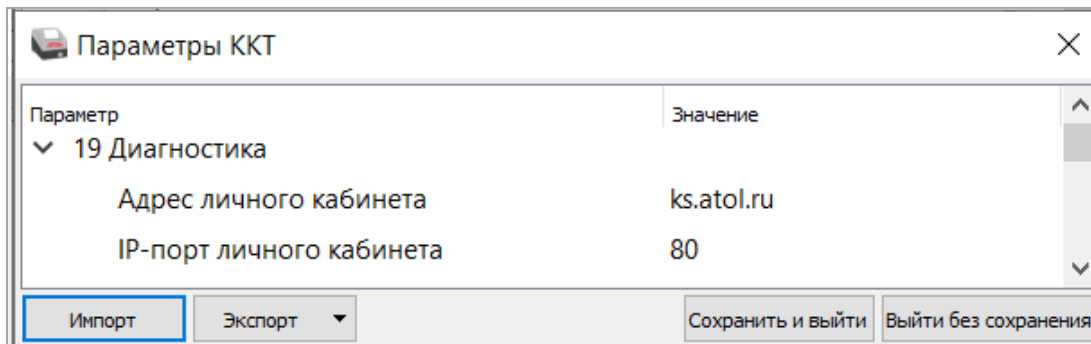 Параметры ККТ
Параметр Значение
19 Диагностика
Адрес личного кабинета ks.atol.ru
IP-порт личного кабинета 80
Импорт Экспорт Сохранить и выйти Выйти без сохранения